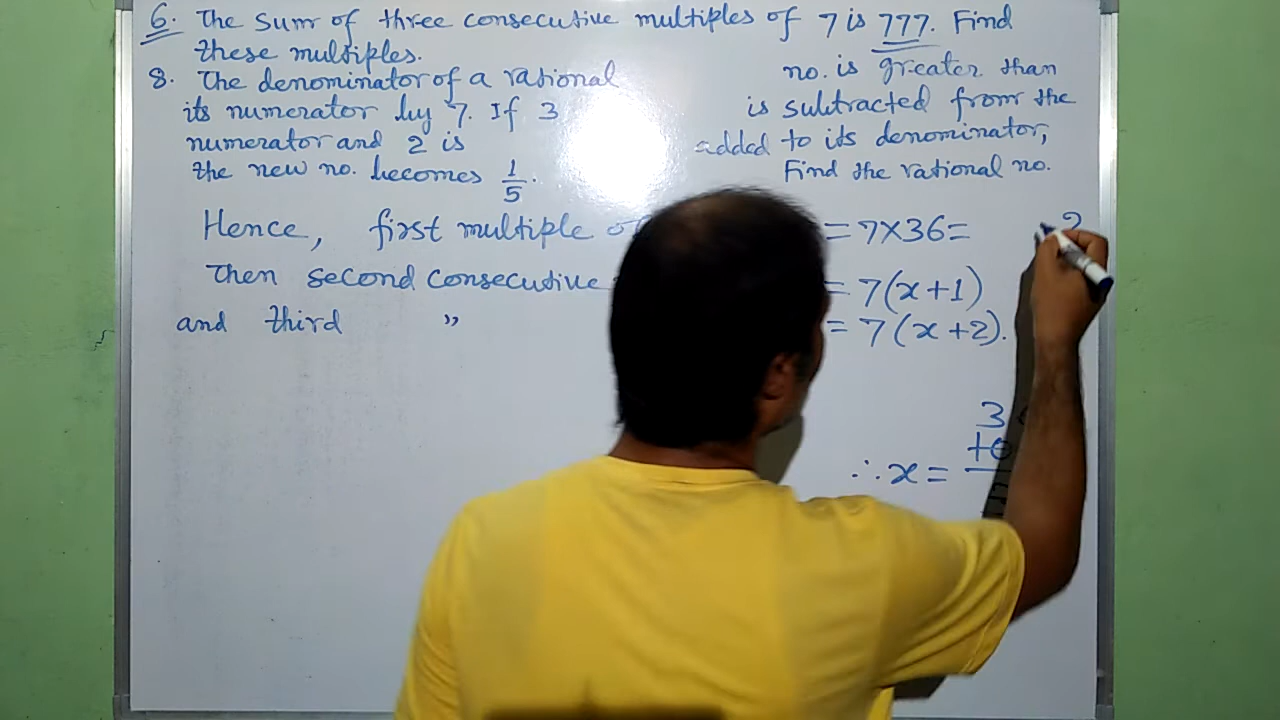 6. The sum of three consecutive multiples of 7 is 777. Find
these multiples.
8. The denominator of a rational no. is greater than
its numerator by 7. If 3 is subtracted from the
numerator and 2 is added to its denominator,
the new no. becomes 1/5. Find the rational no.
Hence, first multiple = 7×36=
2
Then second consecutive = 7(x+1)
and third " = 7(x+2).
3
+
∴x=